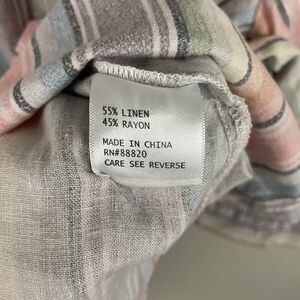 55% LINEN
45% RAYON
MADE IN CHINA
RN#88820
CARE SEE REVERSE